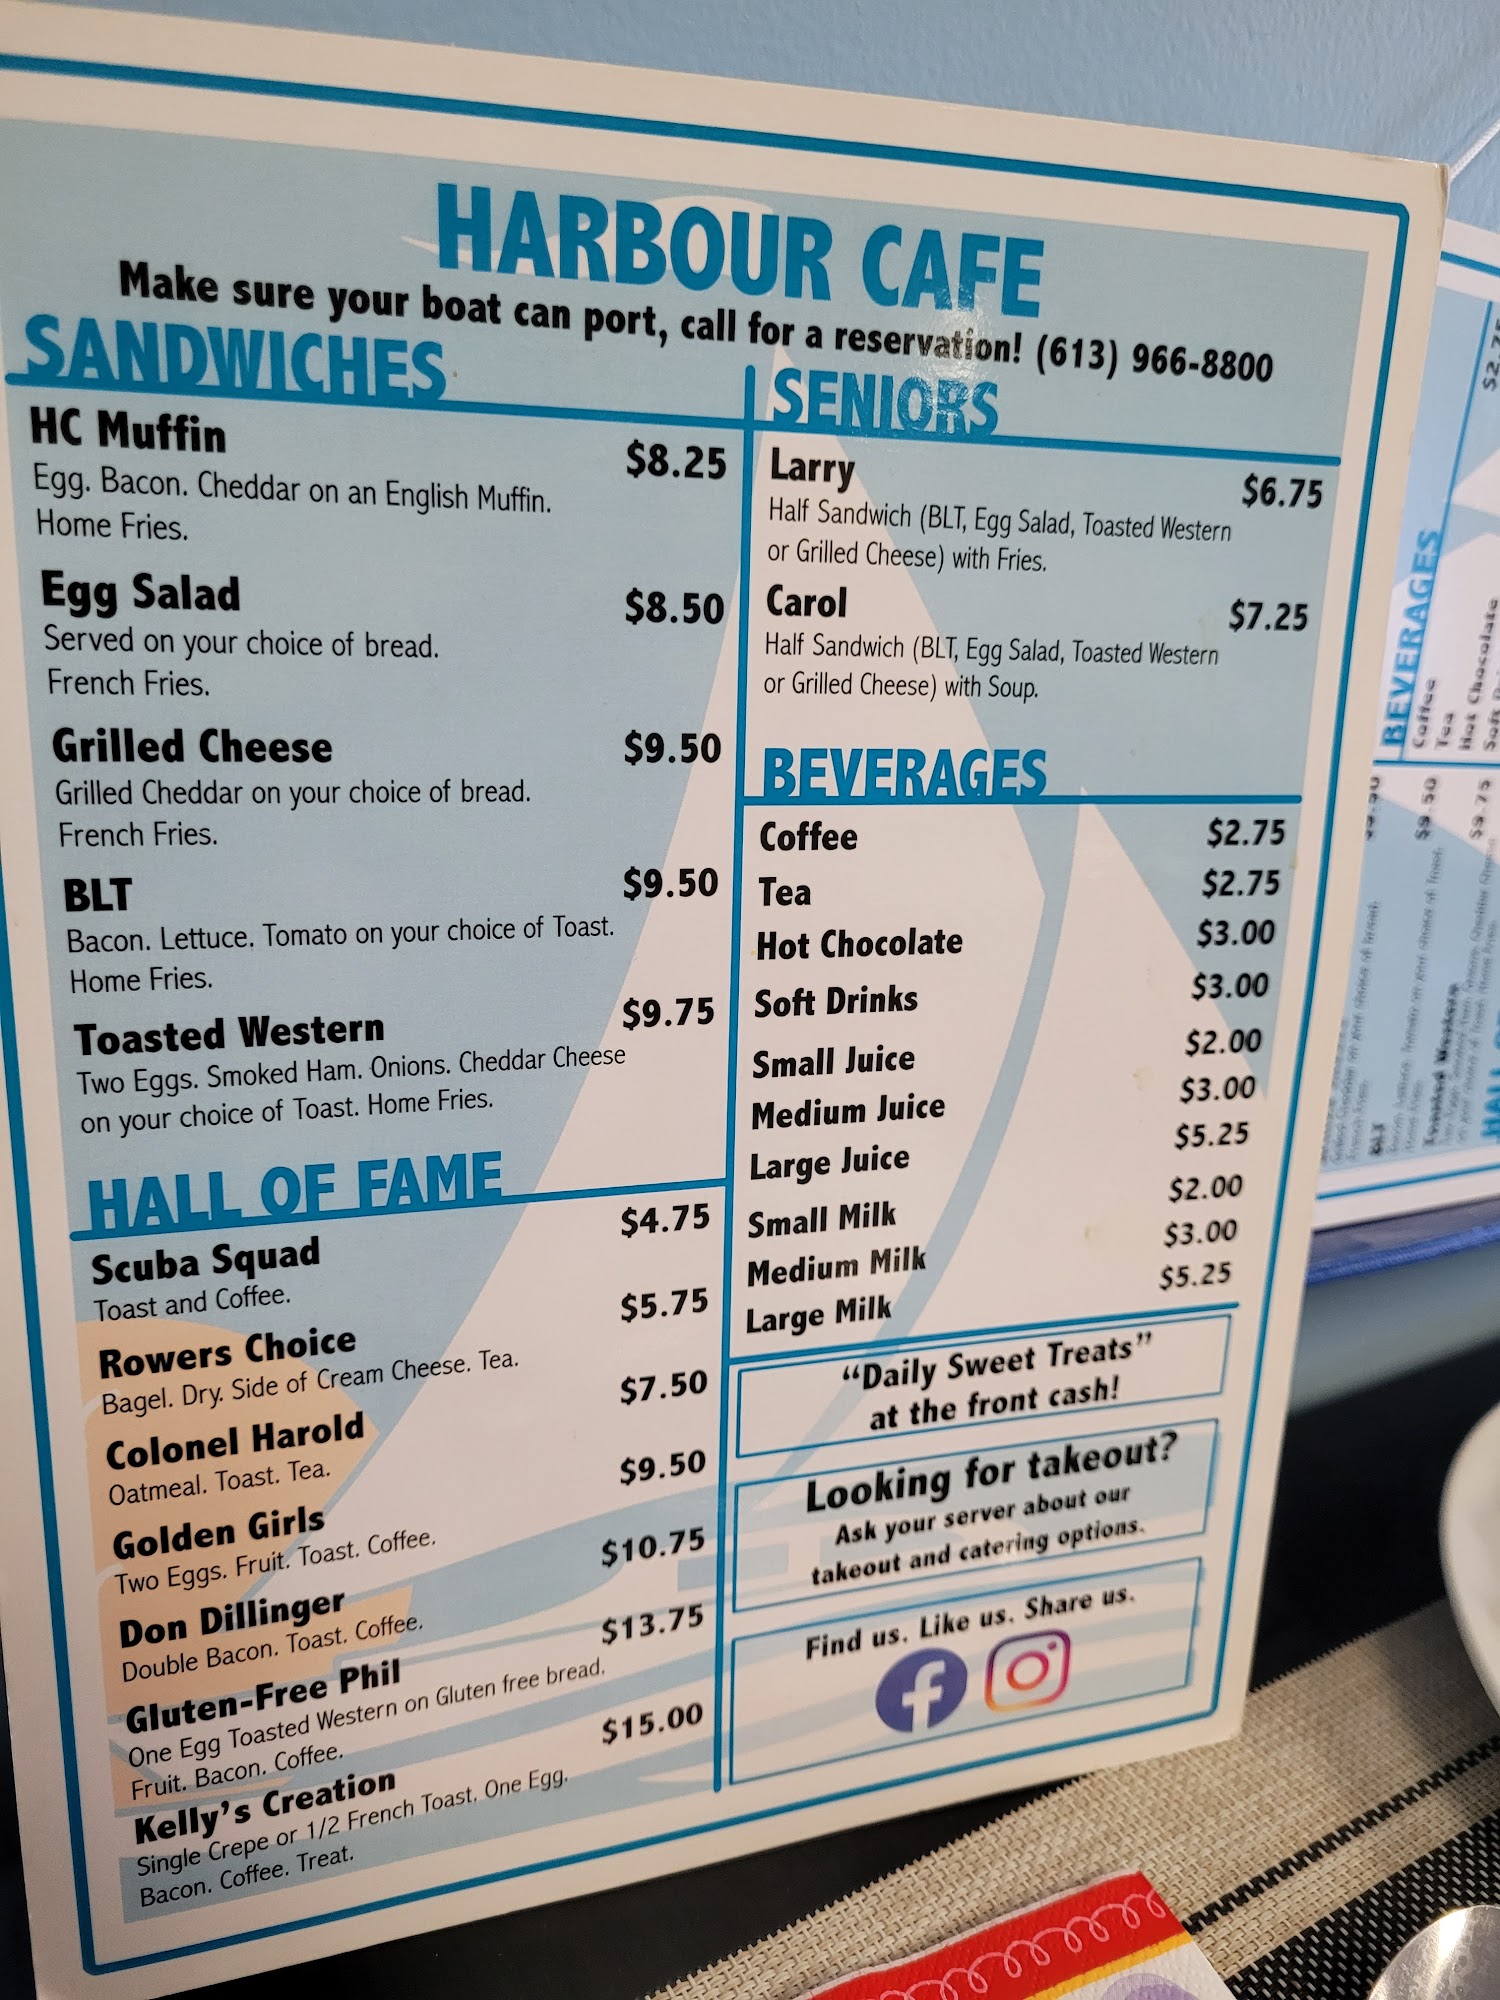 HARBOUR CAFE
Make sure your boat can port, call for a reservation! (613) 966-8800
SANDWICHES
HC Muffin $8.25
Egg. Bacon. Cheddar on an English Muffin.
Home Fries.
Egg Salad $8.50
Served on your choice of bread.
French Fries.
Grilled Cheese $9.50
Grilled Cheddar on your choice of bread.
French Fries.
BLT $9.50
Bacon. Lettuce. Tomato on your choice of Toast.
Home Fries.
Toasted Western $9.75
Two Eggs. Smoked Ham. Onions. Cheddar Cheese
on your choice of Toast. Home Fries.
HALL OF FAME
Scuba Squad $4.75
Toast and Coffee.
Rowers Choice $5.75
Bagel. Dry. Side of Cream Cheese. Tea.
Colonel Harold $7.50
Oatmeal. Toast. Tea.
Golden Girls $9.50
Two Eggs. Fruit. Toast. Coffee.
Don Dillinger $10.75
Double Bacon. Toast. Coffee.
Gluten-Free Phil $13.75
One Egg Toasted Western on Gluten free bread.
Fruit. Bacon. Coffee.
Kelly's Creation $15.00
Single Crepe or 1/2 French Toast. One Egg.
Bacon. Coffee. Treat.
SENIORS
Larry $6.75
Half Sandwich (BLT, Egg Salad, Toasted Western
or Grilled Cheese) with Fries.
Carol $7.25
Half Sandwich (BLT, Egg Salad, Toasted Western
or Grilled Cheese) with Soup.
BEVERAGES
Coffee $2.75
Tea $2.75
Hot Chocolate $3.00
Soft Drinks $3.00
Small Juice $2.00
Medium Juice $3.00
Large Juice $5.25
Small Milk $2.00
Medium Milk $3.00
Large Milk $5.25
"Daily Sweet Treats"
at the front cash!
Looking for takeout?
Ask your server about our
takeout and catering options.
Find us. Like us. Share us.
BEVERAGES
Coffee
Tea
Hot Chocolate
$9.50
$9.75
BLT
Toasted Western